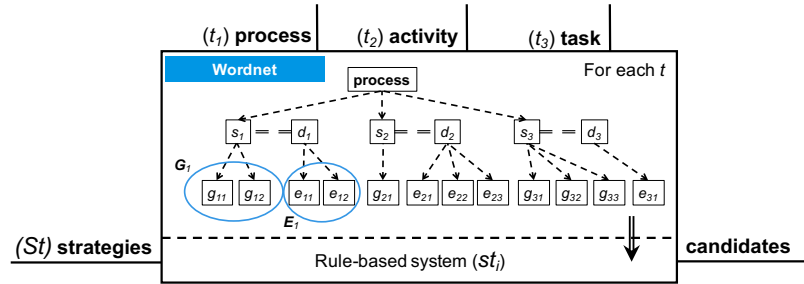 (t1) process (t2) activity (t3) task
Wordnet For each t
process
s1 d1 s2 d2 s3 d3
G1
g11 g12 e11 e12 g21 e21 e22 e23 g31 g32 g33 e31
E1
(St) strategies candidates
Rule-based system (sti)